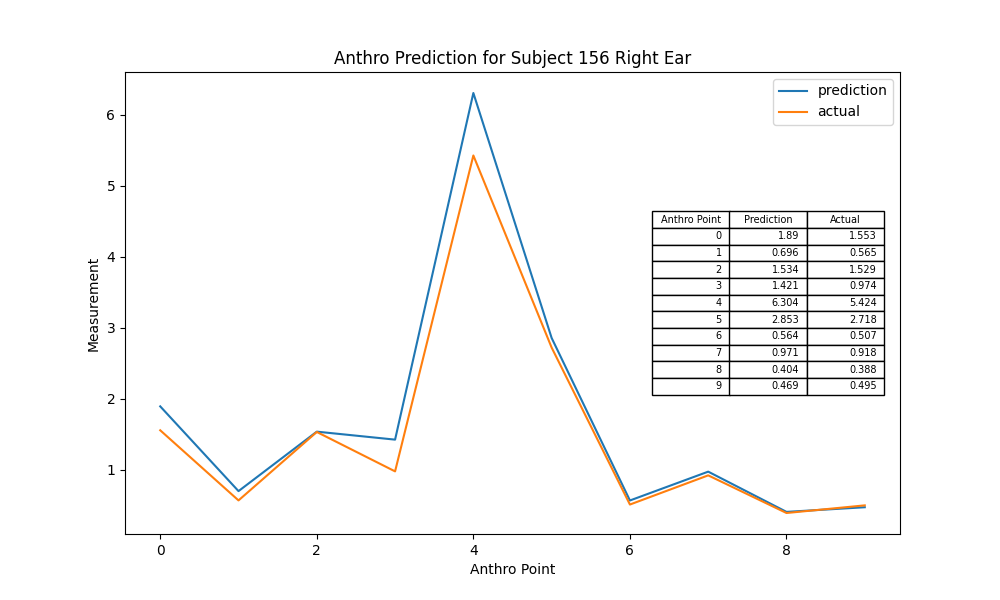 Anthro Prediction for Subject 156 Right Ear
prediction
actual
6
5
4
3
2
1
Measurement
Anthro Point Prediction Actual
0 1.89 1.553
1 0.696 0.565
2 1.534 1.529
3 1.421 0.974
4 6.304 5.424
5 2.853 2.718
6 0.564 0.507
7 0.971 0.918
8 0.404 0.388
9 0.469 0.495
0 2 4 6 8
Anthro Point